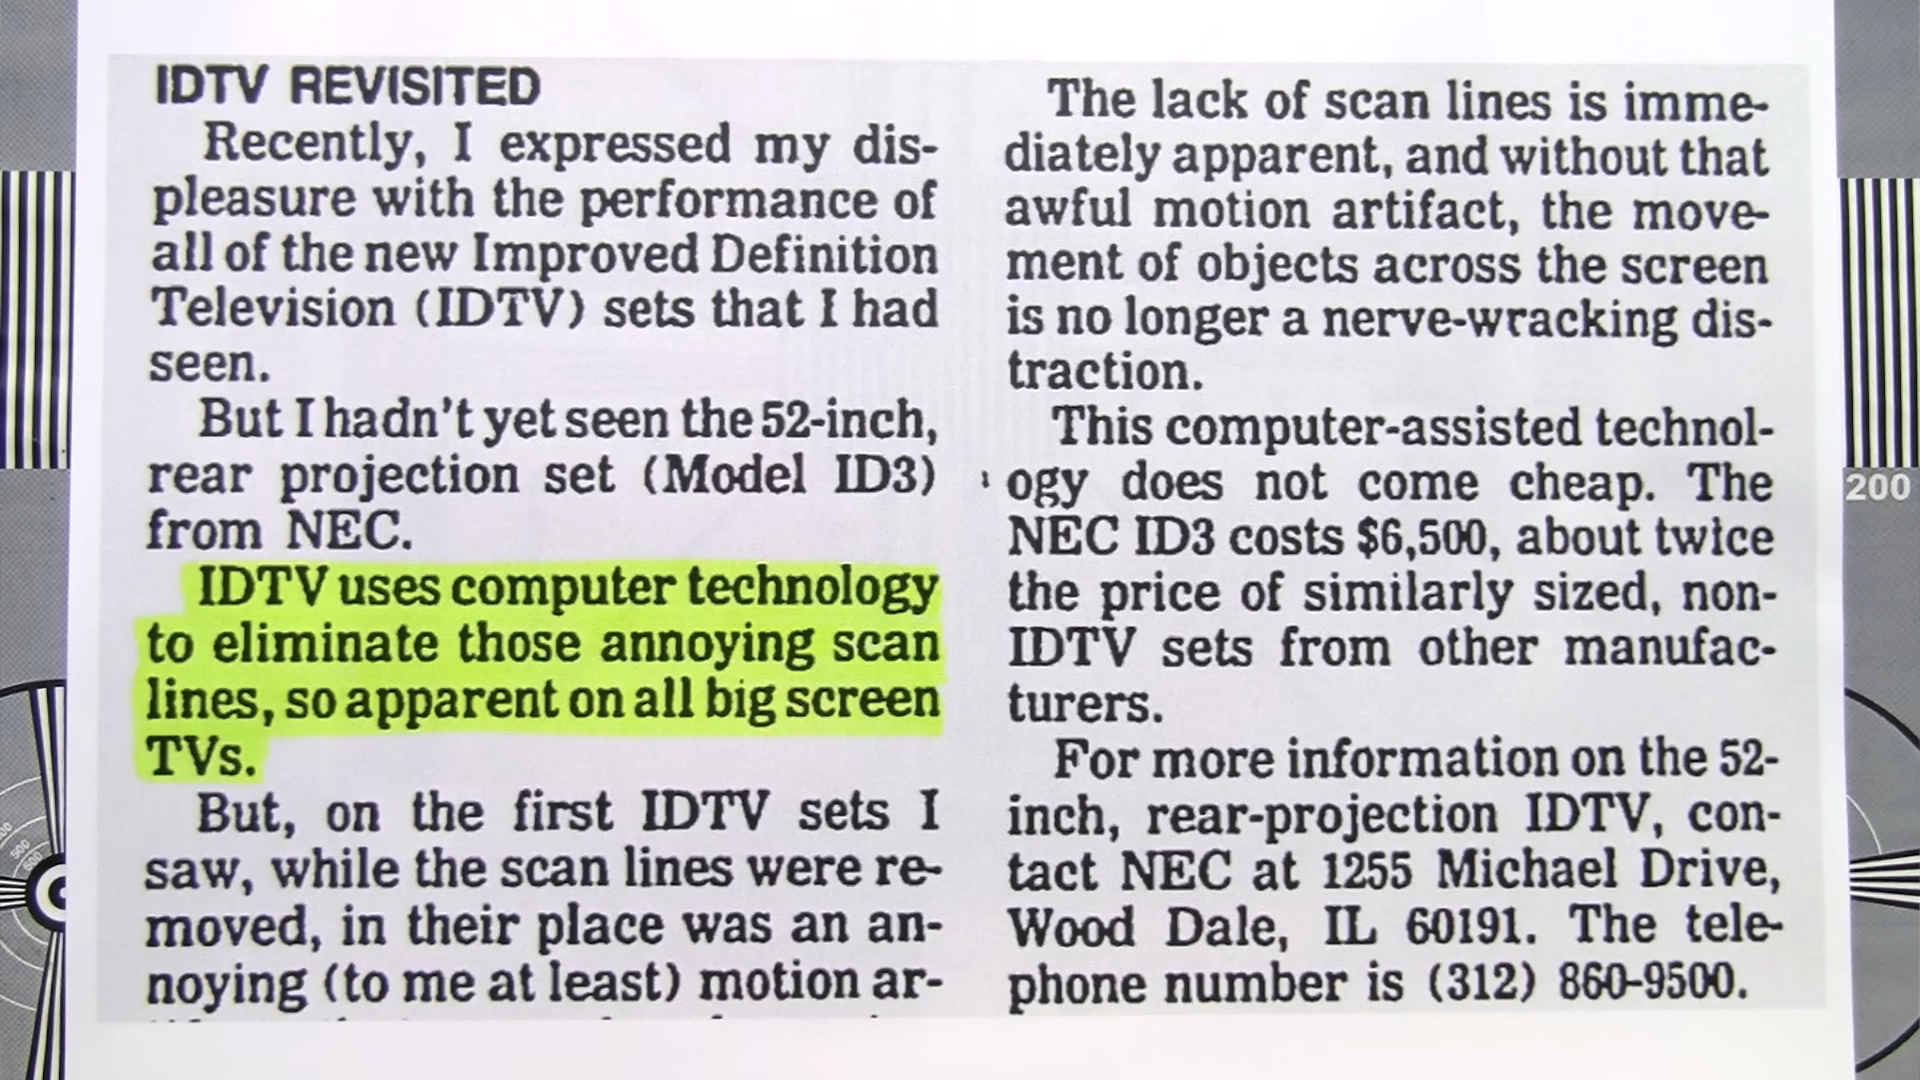 IDTV REVISITED
Recently, I expressed my dis-
pleasure with the performance of
all of the new Improved Definition
Television (IDTV) sets that I had
seen.
But I hadn't yet seen the 52-inch,
rear projection set (Model ID3)
from NEC.
IDTV uses computer technology
to eliminate those annoying scan
lines, so apparent on all big screen
TVs.
But, on the first IDTV sets I
saw, while the scan lines were re-
moved, in their place was an an-
noying (to me at least) motion ar-
The lack of scan lines is imme-
diately apparent, and without that
awful motion artifact, the move-
ment of objects across the screen
is no longer a nerve-wracking dis-
traction.
This computer-assisted technol-
ogy does not come cheap. The
NEC ID3 costs $6,500, about twice
the price of similarly sized, non-
IDTV sets from other manufac-
turers.
For more information on the 52-
inch, rear-projection IDTV, con-
tact NEC at 1255 Michael Drive,
Wood Dale, IL 60191. The tele-
phone number is (312) 860-9500.
200
500